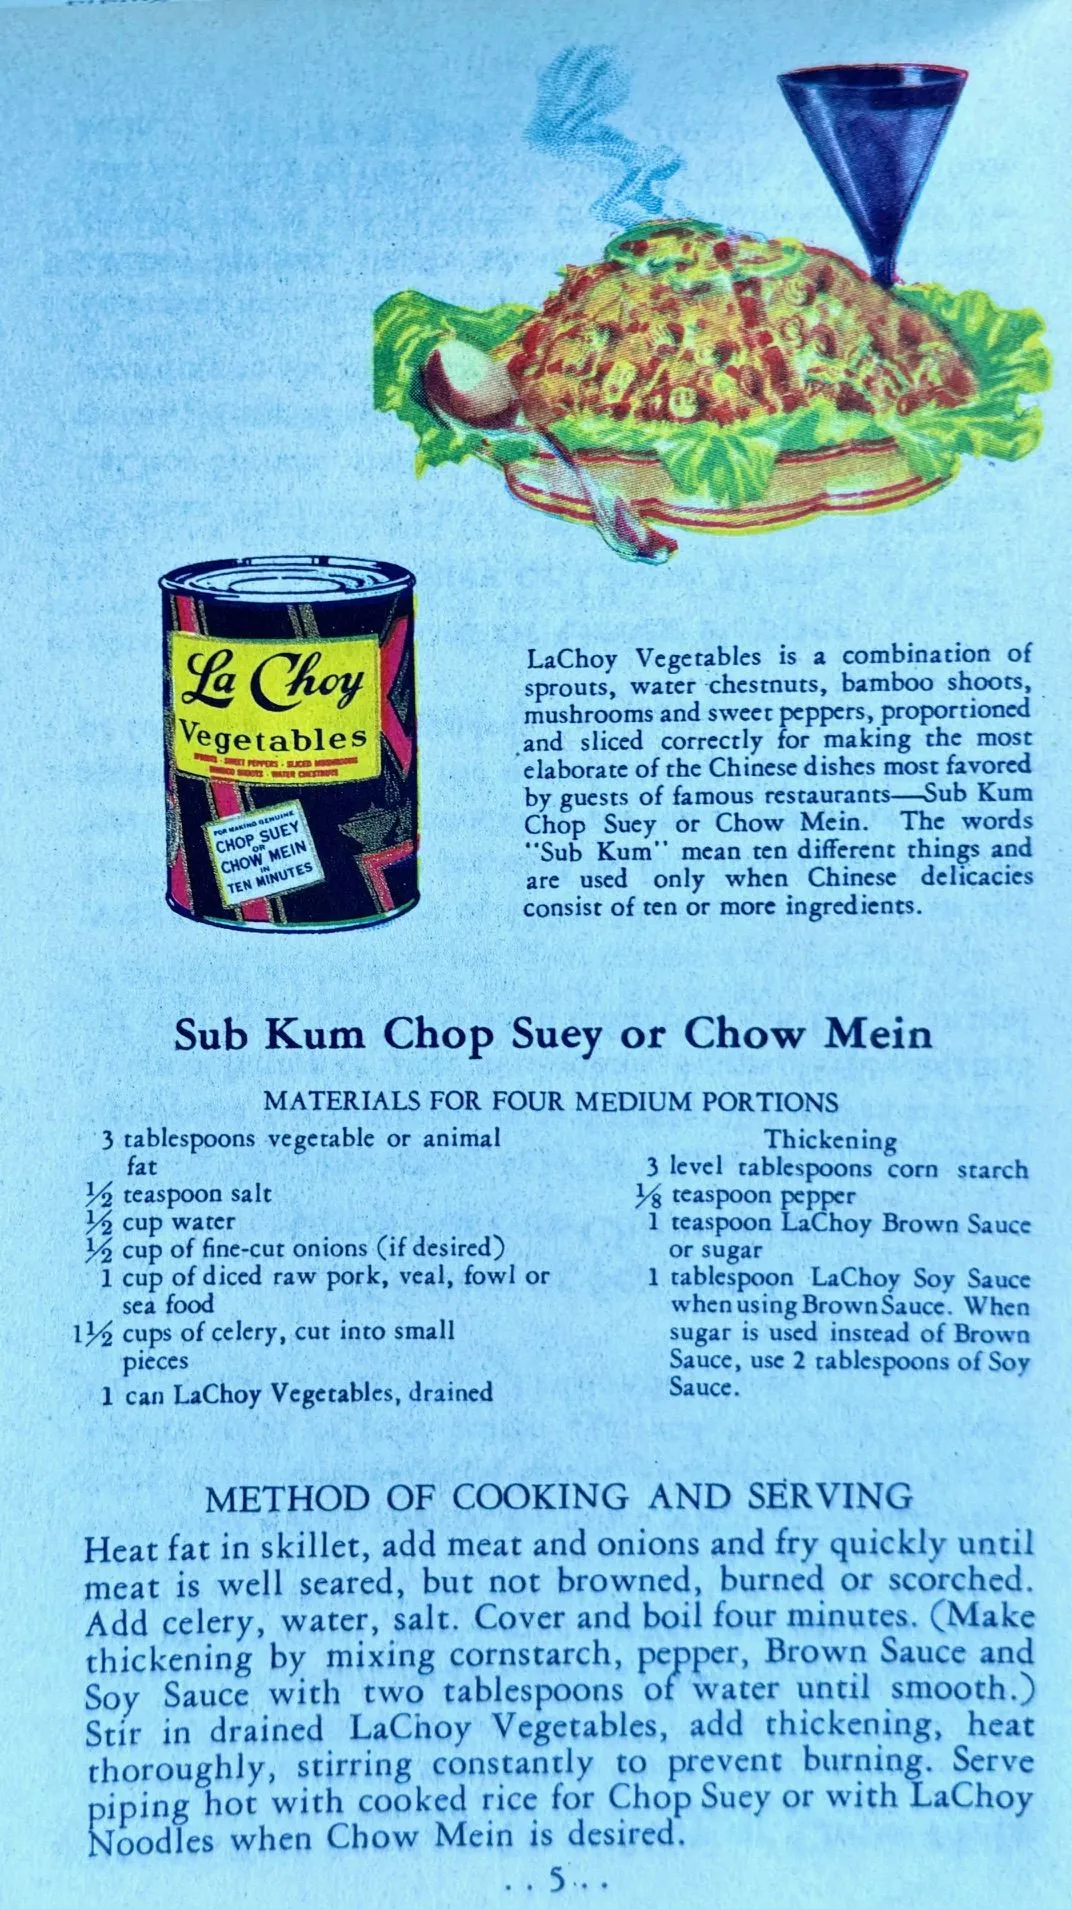 La Choy
Vegetables
SPROUTS · SWEET PEPPERS · SLICED MUSHROOMS
BAMBOO SHOOTS · WATER CHESTNUTS
FOR MAKING GENUINE
CHOP SUEY
OR
CHOW MEIN
IN
TEN MINUTES
LaChoy Vegetables is a combination of
sprouts, water chestnuts, bamboo shoots,
mushrooms and sweet peppers, proportioned
and sliced correctly for making the most
elaborate of the Chinese dishes most favored
by guests of famous restaurants—Sub Kum
Chop Suey or Chow Mein. The words
"Sub Kum" mean ten different things and
are used only when Chinese delicacies
consist of ten or more ingredients.
Sub Kum Chop Suey or Chow Mein
MATERIALS FOR FOUR MEDIUM PORTIONS
3 tablespoons vegetable or animal
fat
½ teaspoon salt
½ cup water
½ cup of fine-cut onions (if desired)
1 cup of diced raw pork, veal, fowl or
sea food
1½ cups of celery, cut into small
pieces
1 can LaChoy Vegetables, drained
Thickening
3 level tablespoons corn starch
⅛ teaspoon pepper
1 teaspoon LaChoy Brown Sauce
or sugar
1 tablespoon LaChoy Soy Sauce
when using Brown Sauce. When
sugar is used instead of Brown
Sauce, use 2 tablespoons of Soy
Sauce.
METHOD OF COOKING AND SERVING
Heat fat in skillet, add meat and onions and fry quickly until
meat is well seared, but not browned, burned or scorched.
Add celery, water, salt. Cover and boil four minutes. (Make
thickening by mixing cornstarch, pepper, Brown Sauce and
Soy Sauce with two tablespoons of water until smooth.)
Stir in drained LaChoy Vegetables, add thickening, heat
thoroughly, stirring constantly to prevent burning. Serve
piping hot with cooked rice for Chop Suey or with LaChoy
Noodles when Chow Mein is desired.
. . 5 . . .